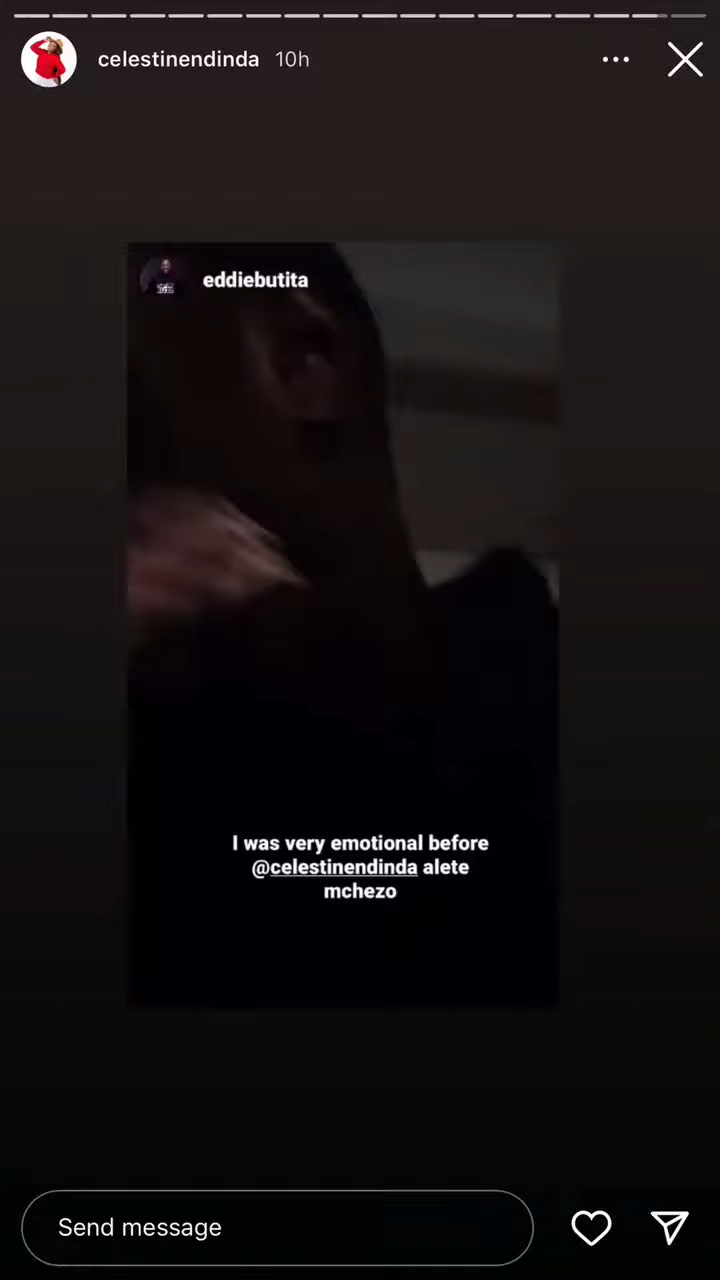 celestinendinda 10h
eddiebutita
I was very emotional before
@celestinendinda alete
mchezo
Send message